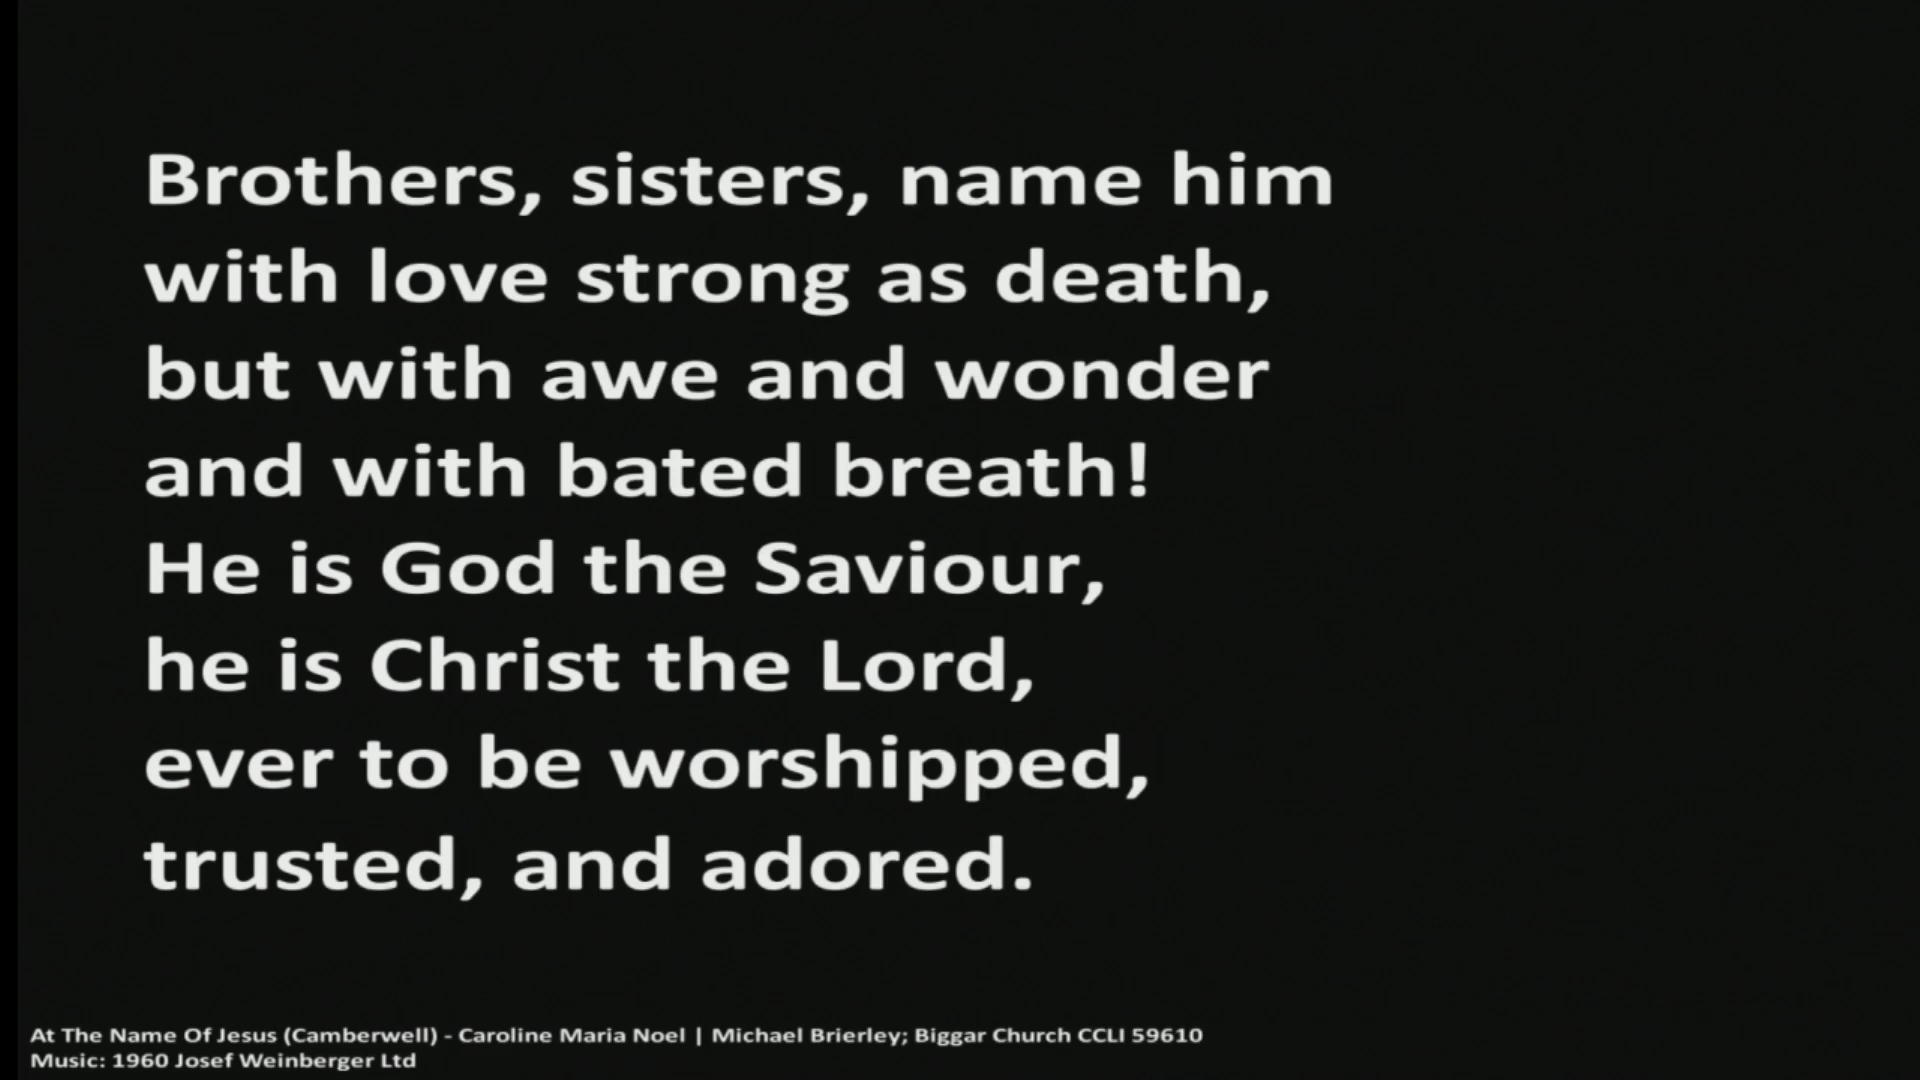 Brothers, sisters, name him
with love strong as death,
but with awe and wonder
and with bated breath!
He is God the Saviour,
he is Christ the Lord,
ever to be worshipped,
trusted, and adored.
At The Name Of Jesus (Camberwell) - Caroline Maria Noel | Michael Brierley; Biggar Church CCLI 59610
Music: 1960 Josef Weinberger Ltd